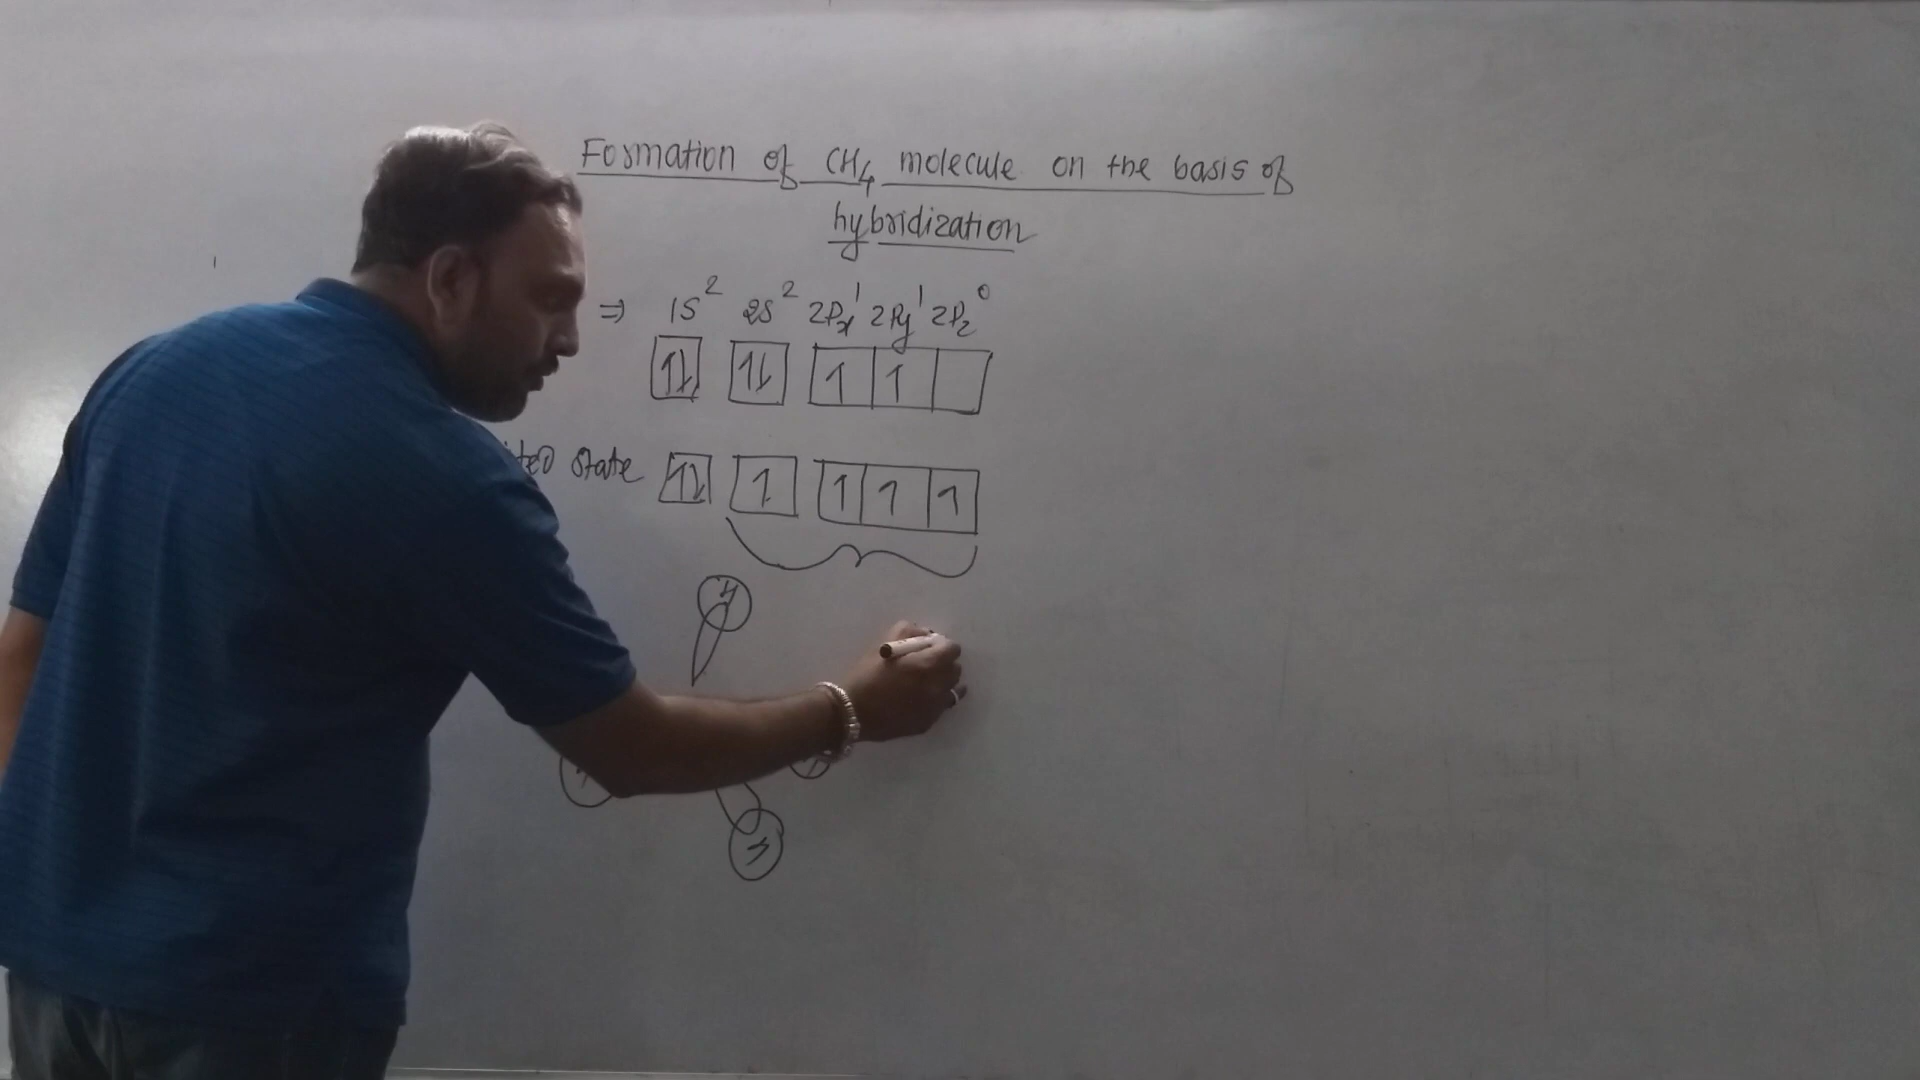 Formation of CH4 molecule on the basis of
hybridization
⇒ 1S² 2S² 2Px¹ 2Py¹ 2Pz⁰
↑↓ ↑↓ ↑ ↑
state ↑↓ ↑ ↑ ↑ ↑
H
H